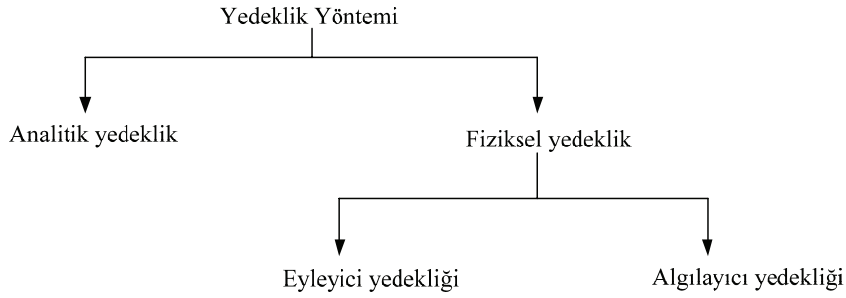 Yedeklik Yöntemi
Analitik yedeklik
Fiziksel yedeklik
Eyleyici yedekliği
Algılayıcı yedekliği